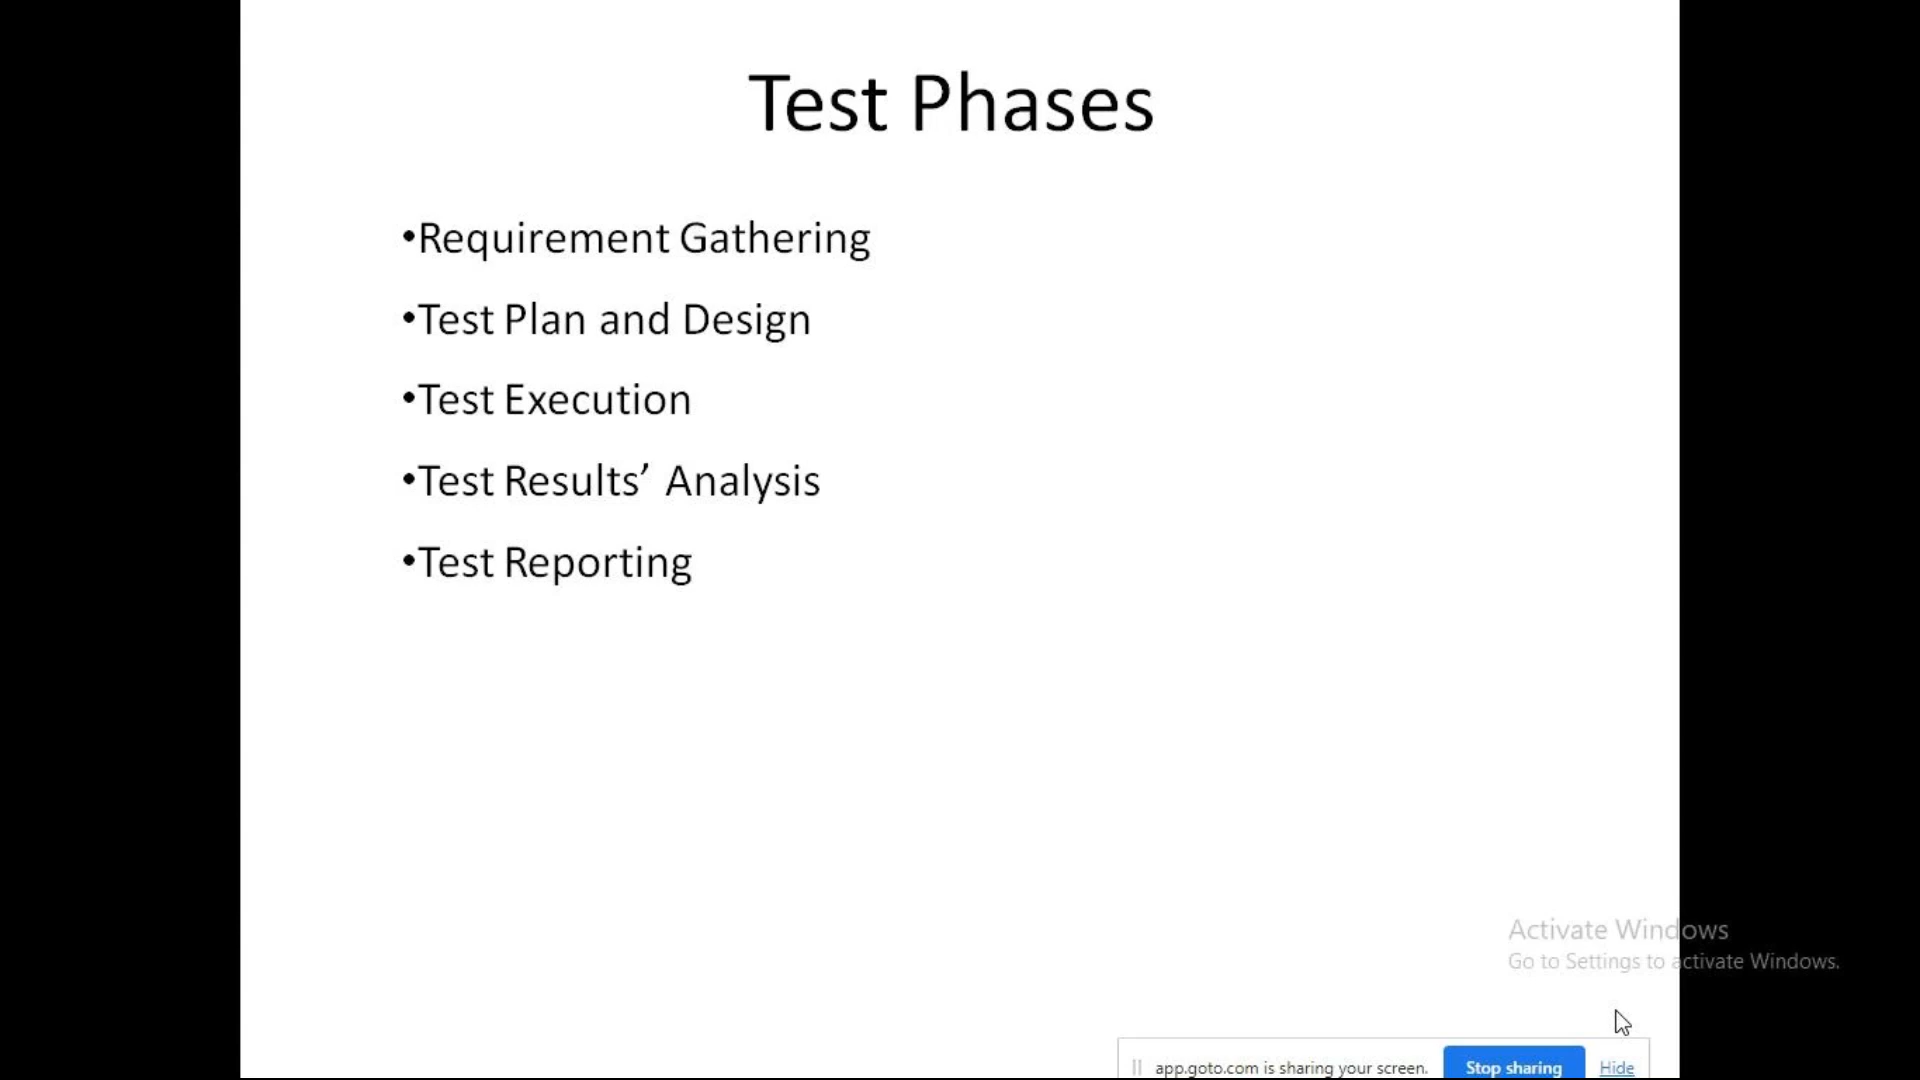 Test Phases
•Requirement Gathering
•Test Plan and Design
•Test Execution
•Test Results’ Analysis
•Test Reporting
Activate Windows
Go to Settings to activate Windows.
app.goto.com is sharing your screen. Stop sharing Hide